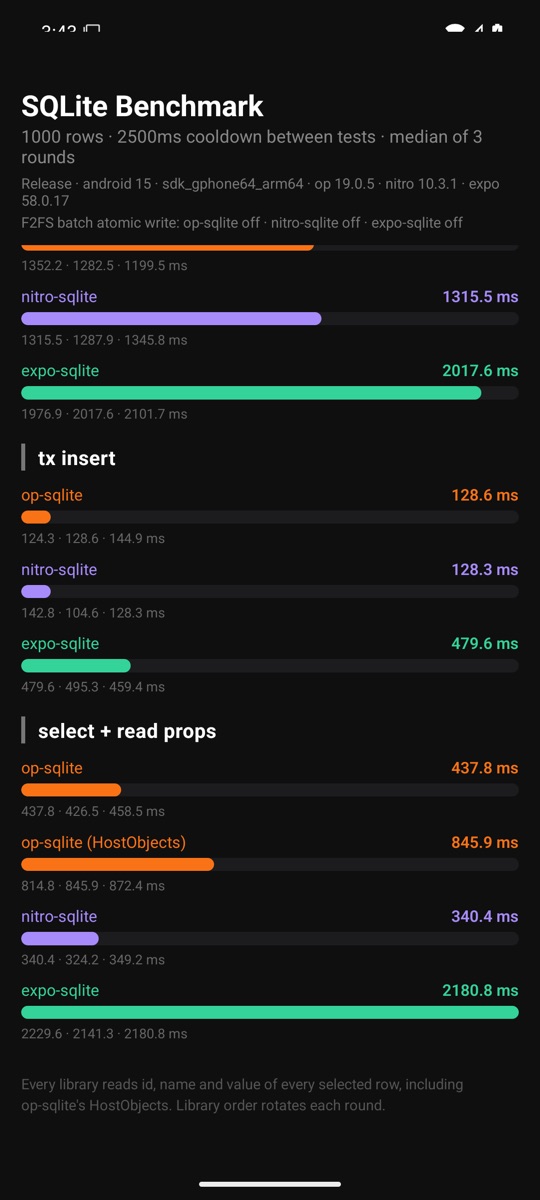 SQLite Benchmark
1000 rows · 2500ms cooldown between tests · median of 3
rounds
Release · android 15 · sdk_gphone64_arm64 · op 19.0.5 · nitro 10.3.1 · expo
58.0.17
F2FS batch atomic write: op-sqlite off · nitro-sqlite off · expo-sqlite off
1352.2 · 1282.5 · 1199.5 ms
nitro-sqlite 1315.5 ms
1315.5 · 1287.9 · 1345.8 ms
expo-sqlite 2017.6 ms
1976.9 · 2017.6 · 2101.7 ms
tx insert
op-sqlite 128.6 ms
124.3 · 128.6 · 144.9 ms
nitro-sqlite 128.3 ms
142.8 · 104.6 · 128.3 ms
expo-sqlite 479.6 ms
479.6 · 495.3 · 459.4 ms
select + read props
op-sqlite 437.8 ms
437.8 · 426.5 · 458.5 ms
op-sqlite (HostObjects) 845.9 ms
814.8 · 845.9 · 872.4 ms
nitro-sqlite 340.4 ms
340.4 · 324.2 · 349.2 ms
expo-sqlite 2180.8 ms
2229.6 · 2141.3 · 2180.8 ms
Every library reads id, name and value of every selected row, including
op-sqlite's HostObjects. Library order rotates each round.